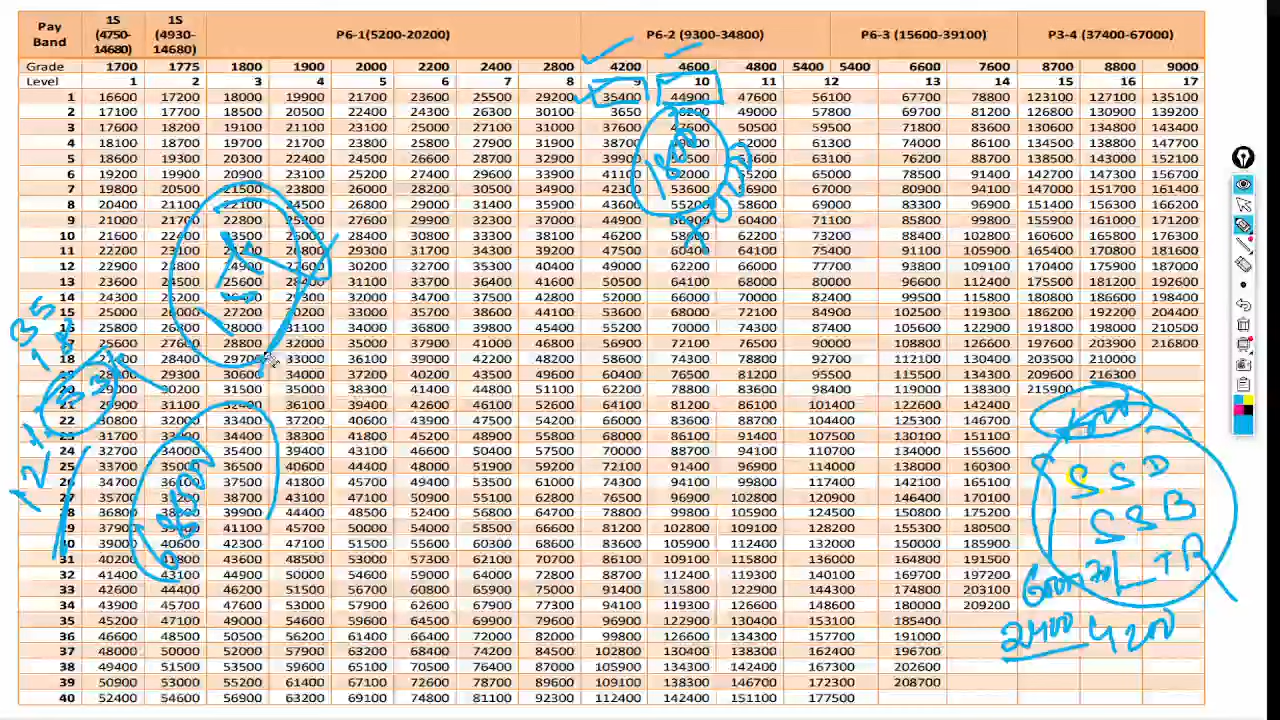 Pay Band 1S (4750-14680) 1S (4930-14680) P6-1(5200-20200) P6-2 (9300-34800) P6-3 (15600-39100) P3-4 (37400-67000)
Grade 1700 1775 1800 1900 2000 2200 2400 2800 4200 4600 4800 5400 5400 6600 7600 8700 8800 9000
Level 1 2 3 4 5 6 7 8 9 10 11 12 13 14 15 16 17
1 16600 17200 18000 19900 21700 23600 25500 29200 35400 44900 47600 56100 67700 78800 123100 127100 135100
2 17100 17700 18500 20500 22400 24300 26300 30100 3650 49000 57800 69700 81200 126800 130900 139200
3 17600 18200 19100 21100 23100 25000 27100 31000 37600 47600 50500 59500 71800 83600 130600 134800 143400
4 18100 18700 19700 21700 23800 25800 27900 31900 38700 52000 61300 74000 86100 134500 138800 147700
5 18600 19300 20300 22400 24500 26600 28700 32900 39900 50500 63100 76200 88700 138500 143000 152100
6 19200 19900 20900 23100 25200 27400 29600 33900 41100 52000 55200 65000 78500 91400 142700 147300 156700
7 19800 20500 21500 23800 26000 28200 30500 34900 42300 53600 56900 67000 80900 94100 147000 151700 161400
8 20400 21100 22100 24500 26800 29000 31400 35900 43600 55200 58600 69000 83300 96900 151400 156300 166200
9 21000 21700 22800 25200 27600 29900 32300 37000 44900 56900 60400 71100 85800 99800 155900 161000 171200
10 21600 22400 23500 26000 28400 30800 33300 38100 46200 58600 62200 73200 88400 102800 160600 165800 176300
11 22200 23100 26800 29300 31700 34300 39200 47500 60400 64100 75400 91100 105900 165400 170800 181600
12 22900 23800 24900 27600 30200 32700 35300 40400 49000 62200 66000 77700 93800 109100 170400 175900 187000
13 23600 24500 25600 28400 31100 33700 36400 41600 50500 64100 68000 80000 96600 112400 175500 181200 192600
14 24300 25200 26400 29300 32000 34700 37500 42800 52000 66000 70000 82400 99500 115800 180800 186600 198400
15 25000 26000 27200 30200 33000 35700 38600 44100 53600 68000 72100 84900 102500 119300 186200 192200 204400
16 25800 26800 28000 31100 34000 36800 39800 45400 55200 70000 74300 87400 105600 122900 191800 198000 210500
17 25600 27600 28800 32000 35000 37900 41000 46800 56900 72100 76500 90000 108800 126600 197600 203900 216800
18 28400 29700 33000 36100 39000 42200 48200 58600 74300 78800 92700 112100 130400 203500 210000
19 29300 30600 34000 37200 40200 43500 49600 60400 76500 81200 95500 115500 134300 209600 216300
20 30200 31500 35000 38300 41400 44800 51100 62200 78800 83600 98400 119000 138300 215900
21 29900 31100 32400 36100 39400 42600 46100 52600 64100 81200 86100 101400 122600 142400
22 30800 32000 33400 37200 40600 43900 47500 54200 66000 83600 88700 104400 125300 146700
23 31700 33000 34400 38300 41800 45200 48900 55800 68000 86100 91400 107500 130100 151100
24 32700 34000 35400 39400 43100 46600 50400 57500 70000 88700 94100 110700 134000 155600
25 33700 35000 36500 40600 44400 48000 51900 59200 72100 91400 96900 114000 138000 160300
26 34700 36100 37500 41800 45700 49400 53500 61000 74300 94100 99800 117400 142100 165100
27 35700 37200 38700 43100 47100 50900 55100 62800 76500 96900 102800 120900 146400 170100
28 36800 39900 44400 48500 52400 56800 64700 78800 99800 105900 124500 150800 175200
29 37900 41100 45700 50000 54000 58500 66600 81200 102800 109100 128200 155300 180500
30 39000 40600 42300 47100 51500 55600 60300 68600 83600 105900 112400 132000 150000 185900
31 40200 41800 43600 48500 53000 57300 62100 70700 86100 109100 115800 136000 164800 191500
32 41400 43100 44900 50000 54600 59000 64000 72800 88700 112400 119300 140100 169700 197200
33 42600 44400 46200 51500 56700 60800 65900 75000 91400 115800 122900 144300 174800 203100
34 43900 45700 47600 53000 57900 62600 67900 77300 94100 119300 126600 148600 180000 209200
35 45200 47100 49000 54600 59600 64500 69900 79600 96900 122900 130400 153100 185400
36 46600 48500 50500 56200 61400 66400 72000 82000 99800 126600 134300 157700 191000
37 48000 50000 52000 57900 63200 68400 74200 84500 102800 130400 138300 162400 196700
38 49400 51500 53500 59600 65100 70500 76400 87000 105900 134300 142400 167300 202600
39 50900 53000 55200 61400 67100 72600 78700 89600 109100 138300 146700 172300 208700
40 52400 54600 56900 63200 69100 74800 81100 92300 112400 142400 151100 177500
SSD
SSB
LTR
2400 4200